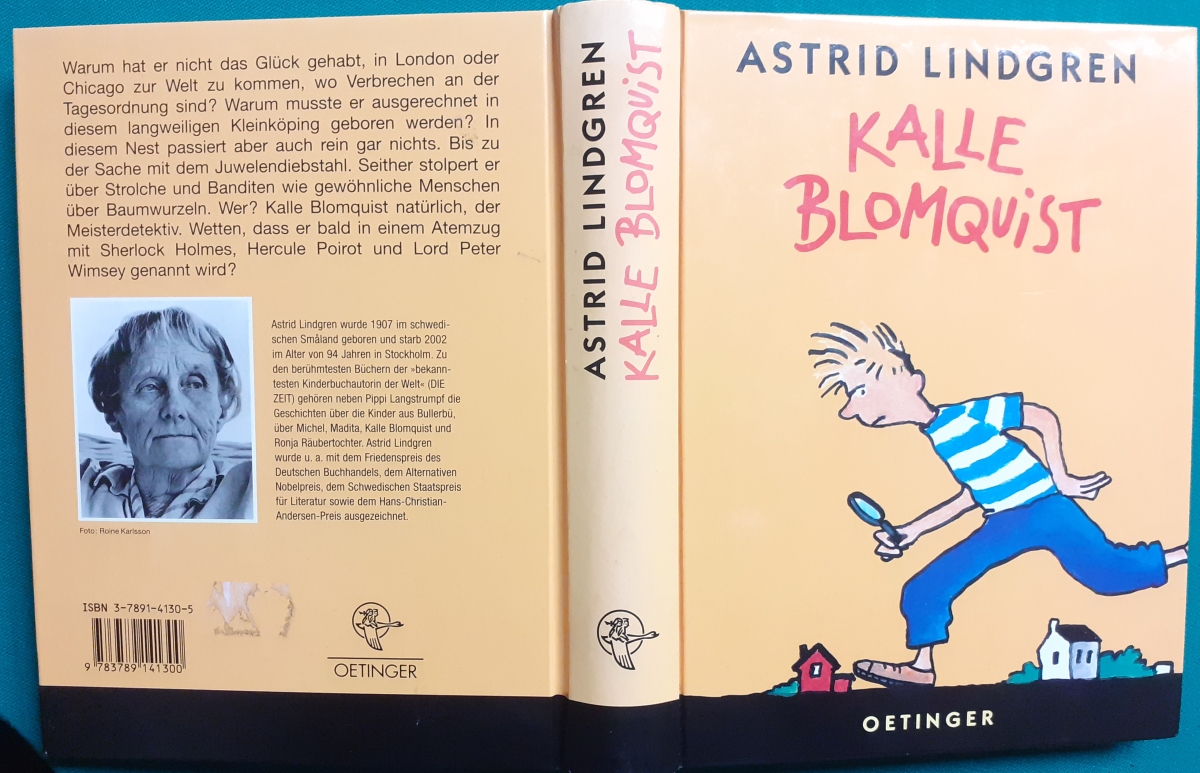 Warum hat er nicht das Glück gehabt, in London oder
Chicago zur Welt zu kommen, wo Verbrechen an der
Tagesordnung sind? Warum musste er ausgerechnet in
diesem langweiligen Kleinköping geboren werden? In
diesem Nest passiert aber auch rein gar nichts. Bis zu
der Sache mit dem Juwelendiebstahl. Seither stolpert er
über Strolche und Banditen wie gewöhnliche Menschen
über Baumwurzeln. Wer? Kalle Blomquist natürlich, der
Meisterdetektiv. Wetten, dass er bald in einem Atemzug
mit Sherlock Holmes, Hercule Poirot und Lord Peter
Wimsey genannt wird?
Astrid Lindgren wurde 1907 im schwedi-
schen Småland geboren und starb 2002
im Alter von 94 Jahren in Stockholm. Zu
den berühmtesten Büchern der »bekann-
testen Kinderbuchautorin der Welt« (DIE
ZEIT) gehören neben Pippi Langstrumpf die
Geschichten über die Kinder aus Bullerbü,
über Michel, Madita, Kalle Blomquist und
Ronja Räubertochter. Astrid Lindgren
wurde u. a. mit dem Friedenspreis des
Deutschen Buchhandels, dem Alternativen
Nobelpreis, dem Schwedischen Staatspreis
für Literatur sowie dem Hans-Christian-
Andersen-Preis ausgezeichnet.
Foto: Roine Karlsson
ISBN 3-7891-4130-5
9 783789 141300
OETINGER
ASTRID LINDGREN
KALLE BLOMQUIST
ASTRID LINDGREN
KALLE
BLOMQUIST
OETINGER